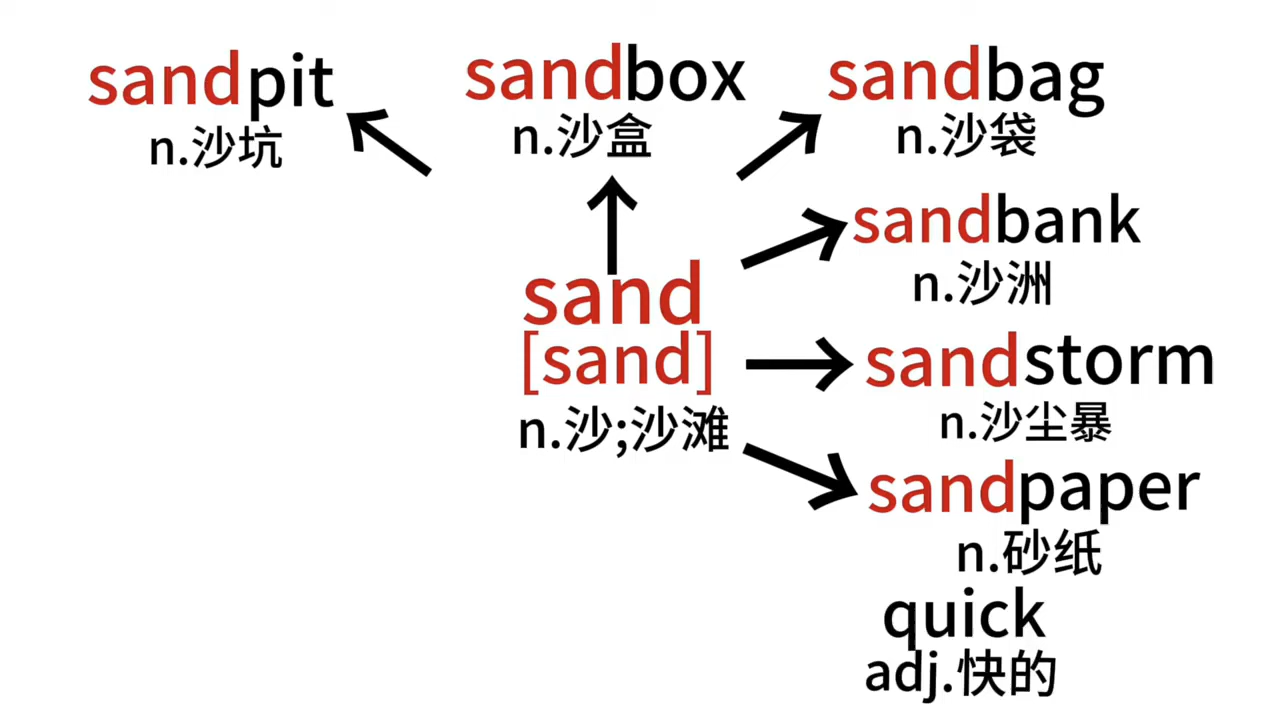 sandpit
n.沙坑
sandbox
n.沙盒
sandbag
n.沙袋
sandbank
n.沙洲
sand
[sand]
n.沙;沙滩
sandstorm
n.沙尘暴
sandpaper
n.砂纸
quick
adj.快的